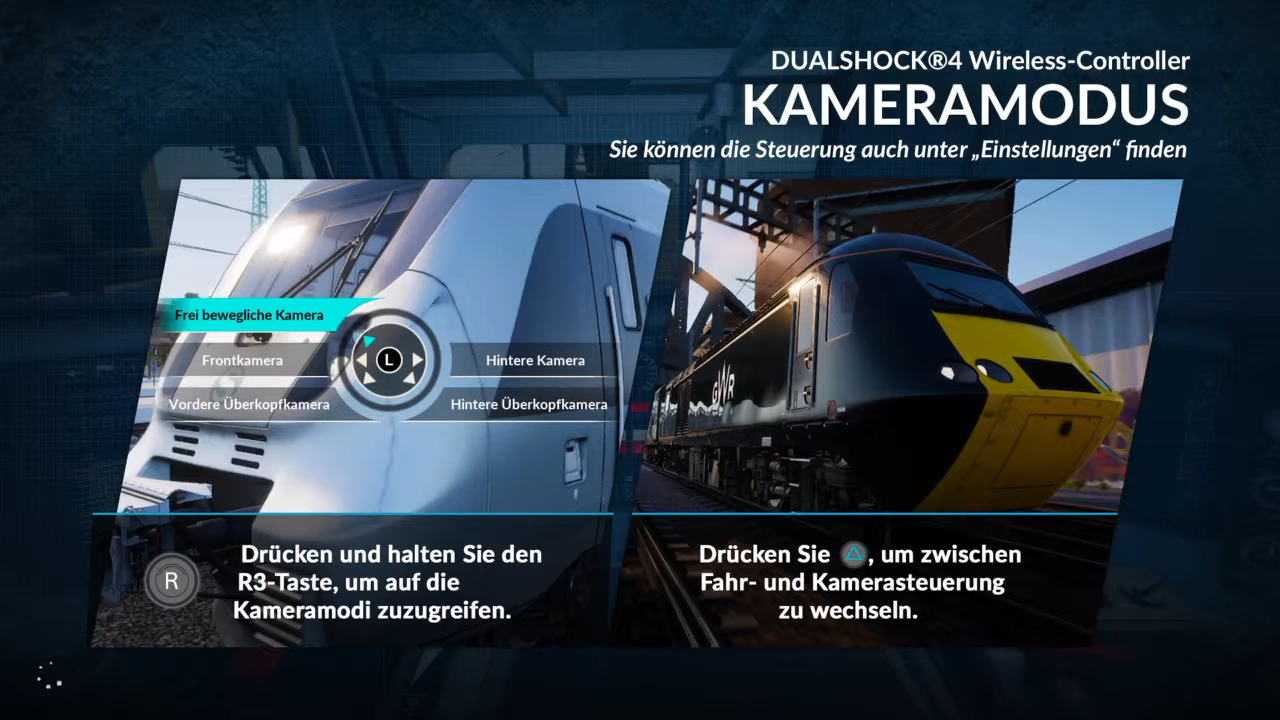 DUALSHOCK®4 Wireless-Controller
KAMERAMODUS
Sie können die Steuerung auch unter „Einstellungen“ finden
Frei bewegliche Kamera
Frontkamera
L
Hintere Kamera
Vordere Überkopfkamera
Hintere Überkopfkamera
GWR
R
Drücken und halten Sie den
R3-Taste, um auf die
Kameramodi zuzugreifen.
Drücken Sie , um zwischen
Fahr- und Kamerasteuerung
zu wechseln.